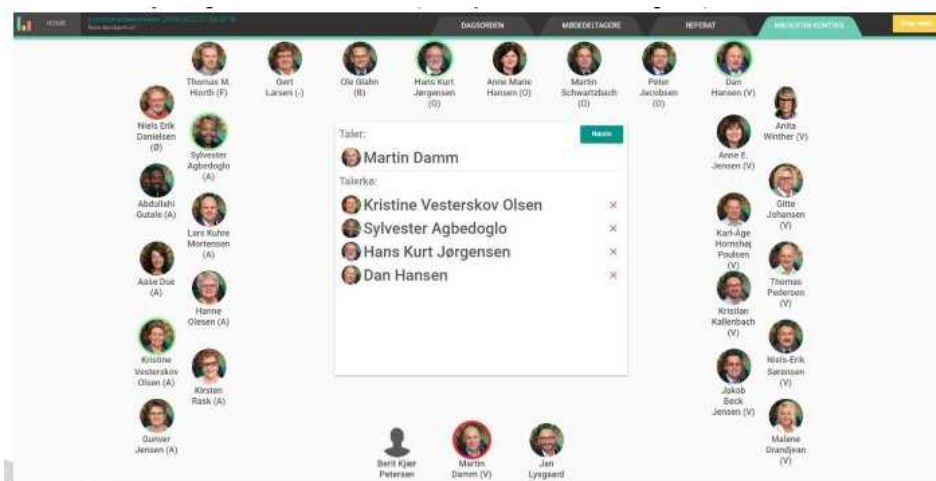 HOME
DAGSORDEN
MØDEDELTAGERE
REFERAT
Thomas M.
Hiorth (F)
Gert
Larsen (-)
Ole Glahn
(B)
Hans Kurt
Jørgensen
(O)
Anne Marie
Hansen (O)
Martin
Schwartzbach
(O)
Peter
Jacobsen
(O)
Dan
Hansen (V)
Niels Erik
Danielsen
(Ø)
Sylvester
Agbedoglo
(A)
Anita
Winther (V)
Anne E.
Jensen (V)
Taler:
Næste
Martin Damm
Talerkø:
Kristine Vesterskov Olsen
Sylvester Agbedoglo
Hans Kurt Jørgensen
Dan Hansen
Abdullahi
Gutale (A)
Lars Kuhre
Mortensen
(A)
Gitte
Johansen
(V)
Karl-Åge
Hornshøj
Poulsen
(V)
Aase Due
(A)
Hanne
Olesen (A)
Thomas
Pedersen
(V)
Kristian
Kallenbach
(V)
Kristine
Vesterskov
Olsen (A)
Kirsten
Rask (A)
Niels-Erik
Sørensen
(V)
Jakob
Beck
Jensen (V)
Gunver
Jensen (A)
Malene
Grandjean
(V)
Berit Kjær
Petersen
Martin
Damm (V)
Jan
Lysgaard